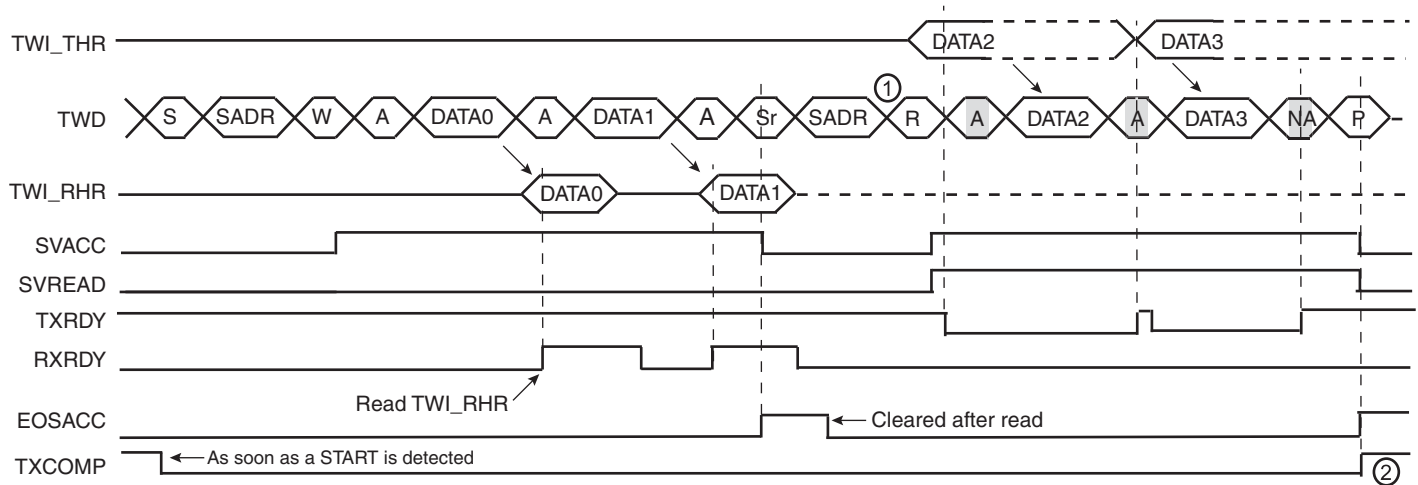 TWI_THR DATA2 DATA3
①
TWD S SADR W A DATA0 A DATA1 A Sr SADR R A DATA2 A DATA3 NA P
TWI_RHR DATA0 DATA1
SVACC
SVREAD
TXRDY
RXRDY
Read TWI_RHR
EOSACC Cleared after read
As soon as a START is detected
TXCOMP ②